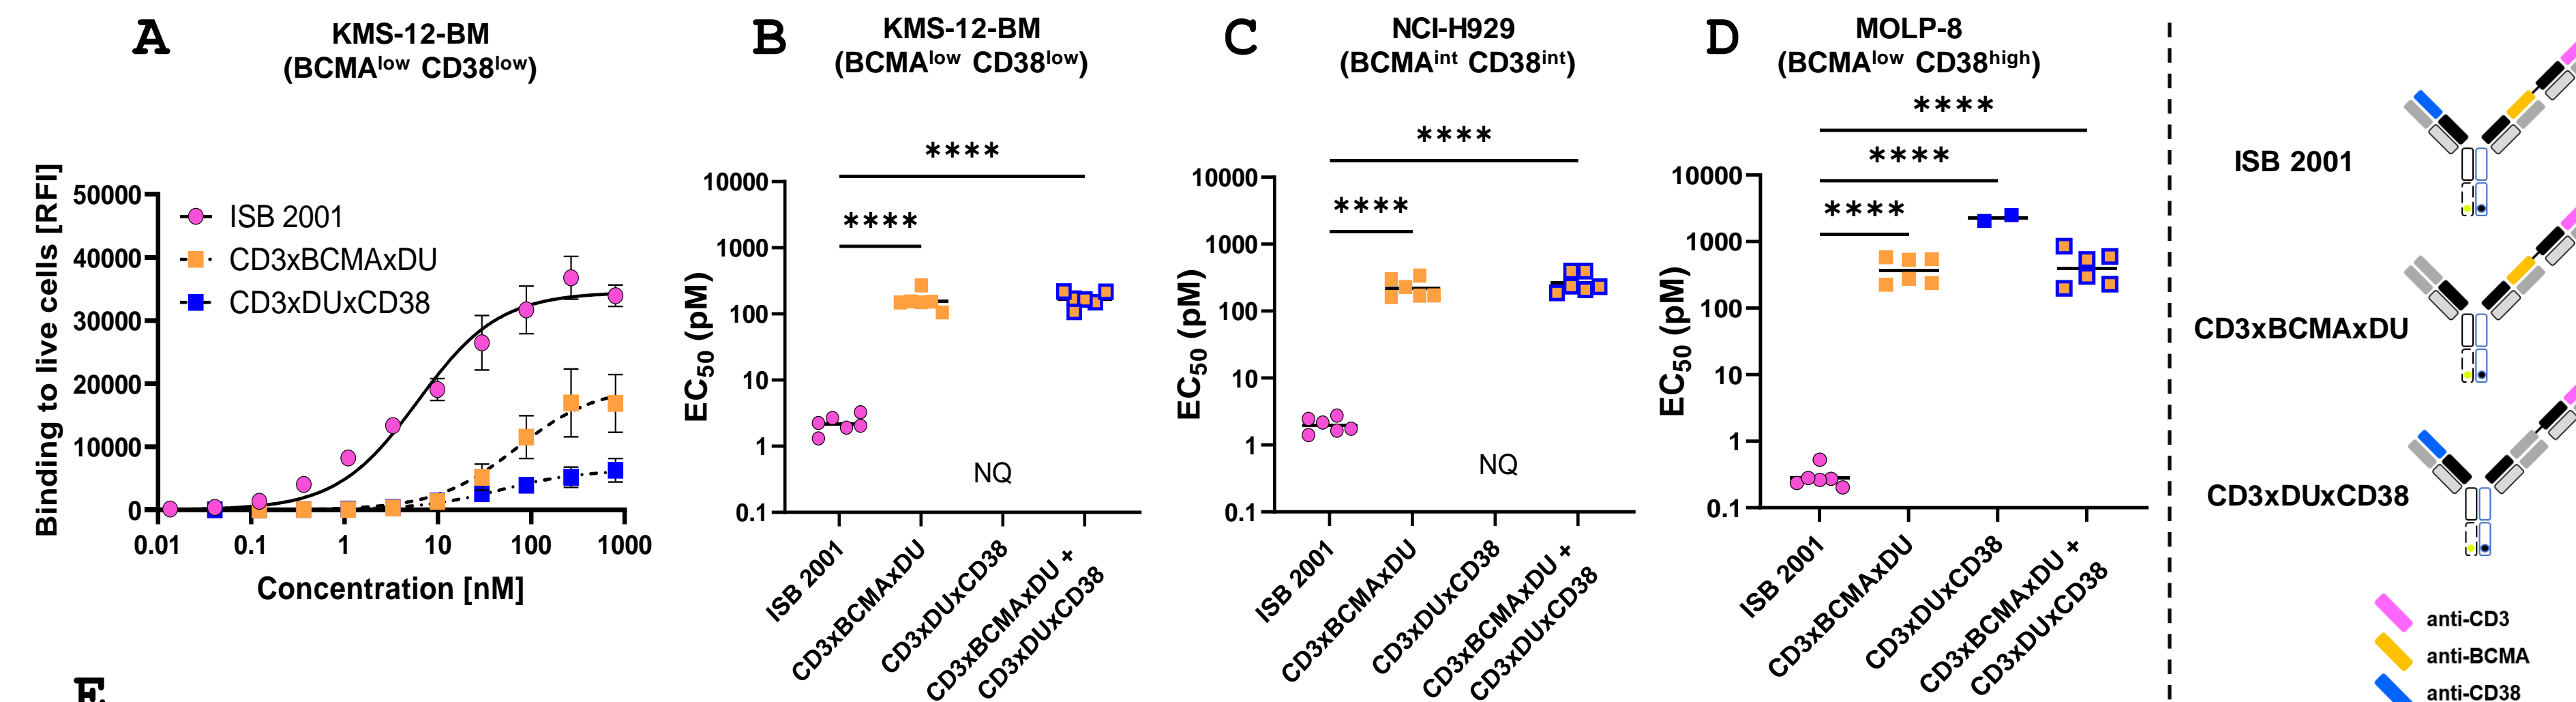 A
KMS-12-BM
(BCMAlow CD38low)
Binding to live cells [RFI]
50000
40000
30000
20000
10000
0
0.01
0.1
1
10
100
1000
Concentration [nM]
ISB 2001
CD3xBCMAxDU
CD3xDUxCD38
B
KMS-12-BM
(BCMAlow CD38low)
****
****
EC50 (pM)
10000
1000
100
10
1
0.1
NQ
ISB 2001
CD3xBCMAxDU
CD3xDUxCD38
CD3xBCMAxDU +
CD3xDUxCD38
C
NCI-H929
(BCMAint CD38int)
****
****
EC50 (pM)
10000
1000
100
10
1
0.1
NQ
ISB 2001
CD3xBCMAxDU
CD3xDUxCD38
CD3xBCMAxDU +
CD3xDUxCD38
D
MOLP-8
(BCMAlow CD38high)
****
****
****
EC50 (pM)
10000
1000
100
10
1
0.1
ISB 2001
CD3xBCMAxDU
CD3xDUxCD38
CD3xBCMAxDU +
CD3xDUxCD38
ISB 2001
CD3xBCMAxDU
CD3xDUxCD38
anti-CD3
anti-BCMA
anti-CD38